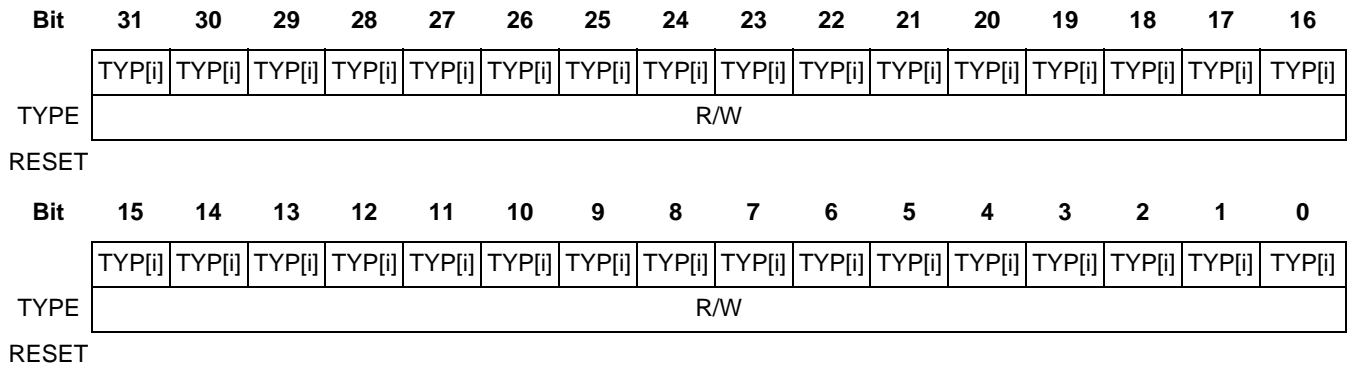 Bit 31 30 29 28 27 26 25 24 23 22 21 20 19 18 17 16
TYP[i] TYP[i] TYP[i] TYP[i] TYP[i] TYP[i] TYP[i] TYP[i] TYP[i] TYP[i] TYP[i] TYP[i] TYP[i] TYP[i] TYP[i] TYP[i]
TYPE R/W
RESET
Bit 15 14 13 12 11 10 9 8 7 6 5 4 3 2 1 0
TYP[i] TYP[i] TYP[i] TYP[i] TYP[i] TYP[i] TYP[i] TYP[i] TYP[i] TYP[i] TYP[i] TYP[i] TYP[i] TYP[i] TYP[i] TYP[i]
TYPE R/W
RESET